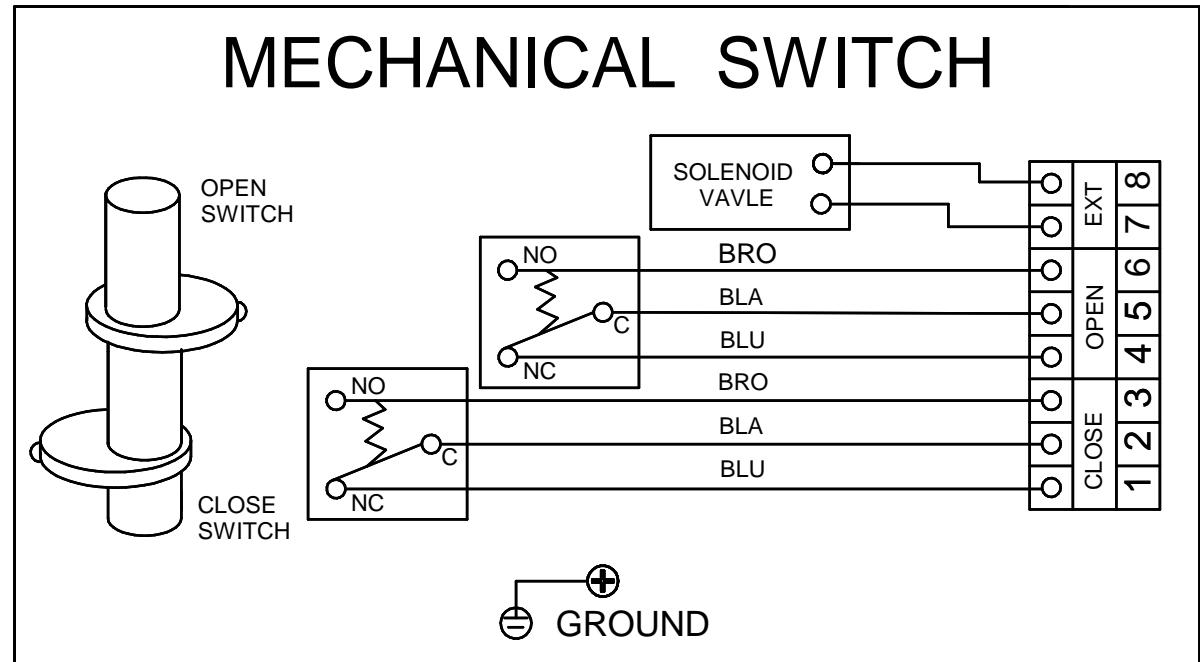 MECHANICAL SWITCH
OPEN
SWITCH
CLOSE
SWITCH
SOLENOID
VAVLE
NO
C
NC
BRO
BLA
BLU
NO
C
NC
BRO
BLA
BLU
EXT
OPEN
CLOSE
8
7
6
5
4
3
2
1
GROUND